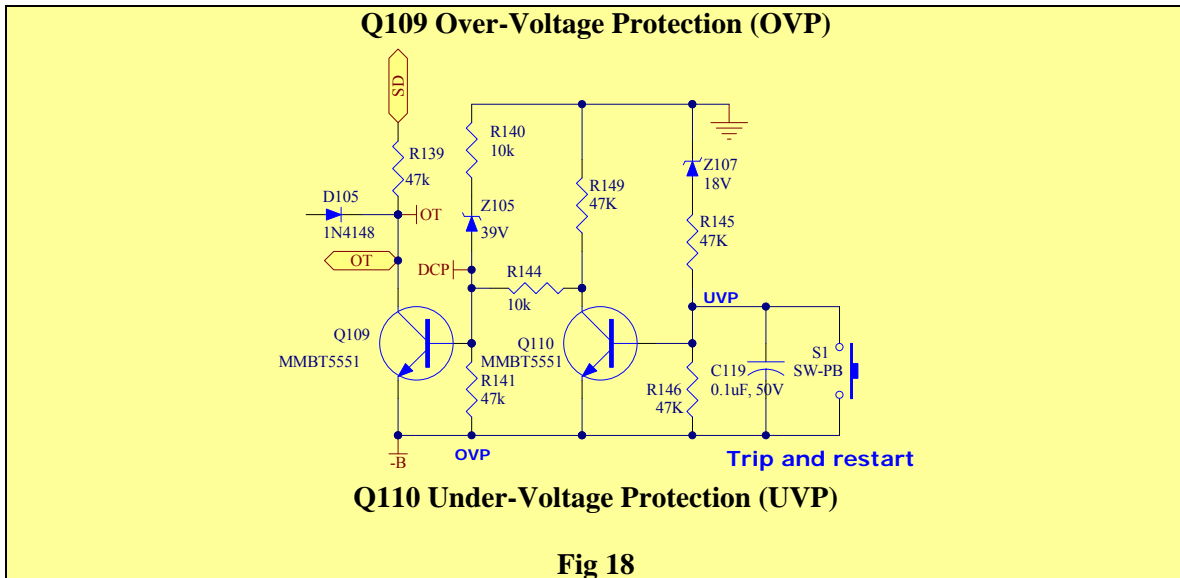 Q109 Over-Voltage Protection (OVP)
SD
R139
47k
D105
1N4148
OT
OT
R140
10k
Z105
39V
DCP
R144
10k
R149
47K
Z107
18V
R145
47K
UVP
Q109
MMBT5551
Q110
MMBT5551
R141
47k
R146
47K
C119
0.1uF, 50V
S1
SW-PB
-B
OVP
Trip and restart
Q110 Under-Voltage Protection (UVP)
Fig 18